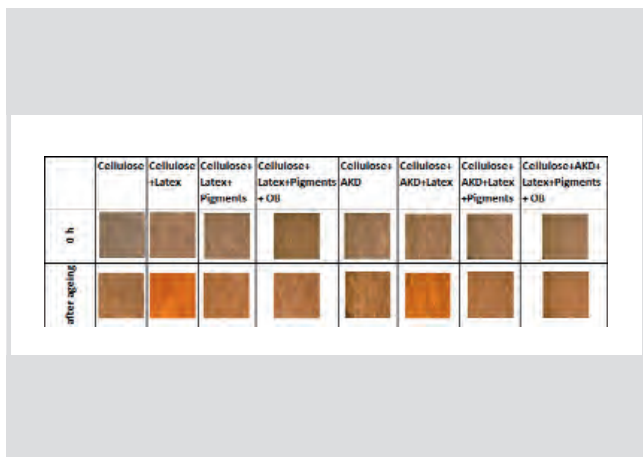 Cellulose
Cellulose
+Latex
Cellulose+
Latex+
Pigments
Cellulose+
Latex+Pigments
+ OB
Cellulose+
AKD
Cellulose+
AKD+Latex
Cellulose+
AKD+Latex
+Pigments
Cellulose+AKD+
Latex+Pigments
+ OB
0 h
after ageing